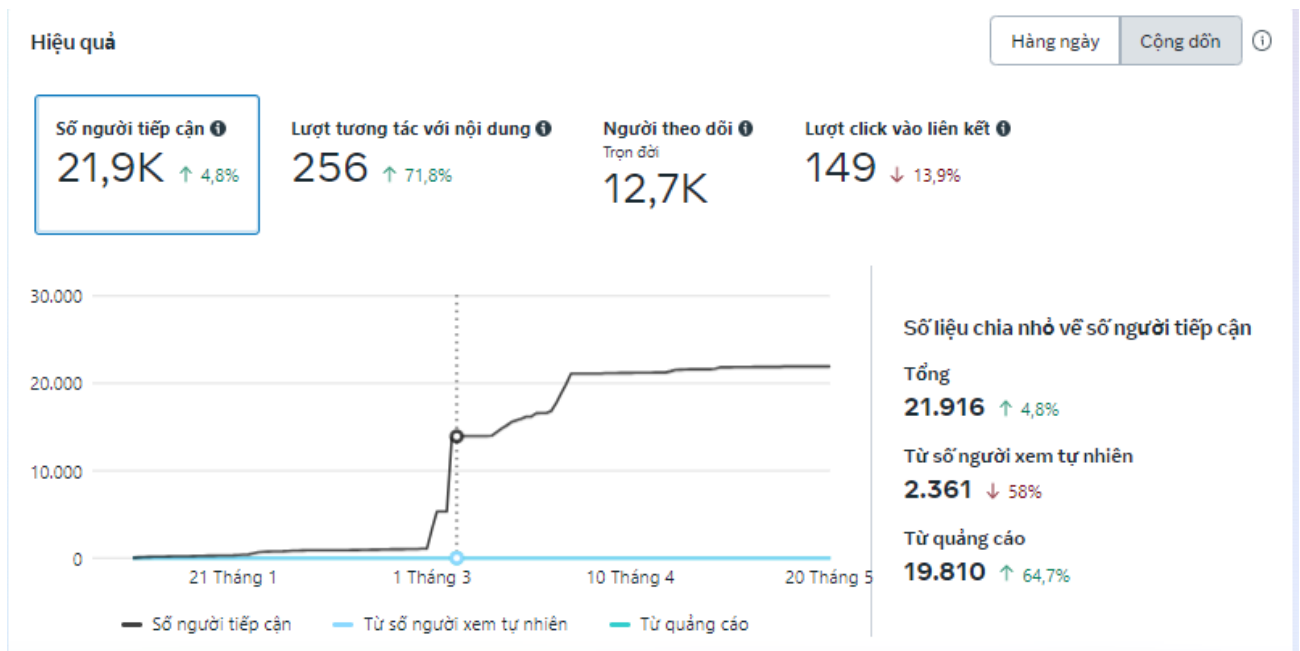 Hiệu quả
Hàng ngày
Cộng dồn
Số người tiếp cận
21,9K ↑ 4,8%
Lượt tương tác với nội dung
256 ↑ 71,8%
Người theo dõi
Trọn đời
12,7K
Lượt click vào liên kết
149 ↓ 13,9%
30.000
20.000
10.000
0
21 Tháng 1
1 Tháng 3
10 Tháng 4
20 Tháng 5
Số người tiếp cận
Từ số người xem tự nhiên
Từ quảng cáo
Số liệu chia nhỏ về số người tiếp cận
Tổng
21.916 ↑ 4,8%
Từ số người xem tự nhiên
2.361 ↓ 58%
Từ quảng cáo
19.810 ↑ 64,7%